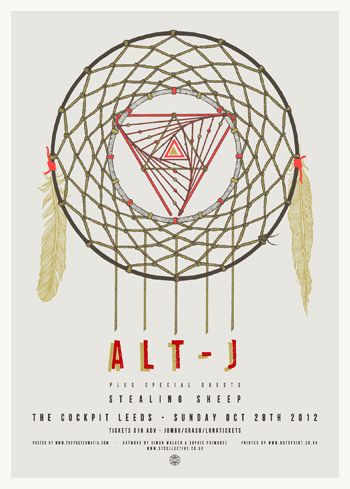 ALT-J
PLUS SPECIAL GUESTS
STEALING SHEEP
THE COCKPIT LEEDS - SUNDAY OCT 28TH 2012
TICKETS £10 ADV - JUMBO/CRASH/LUNATICKETS
POSTER BY WWW.THEPOSTERMAFIA.COM - ARTWORK BY SIMON WALKER & SOPHIE PRIMROSE - PRINTED BY WWW.DOTSPRINT.CO.UK
WWW.STCOLLECTIVE.CO.UK